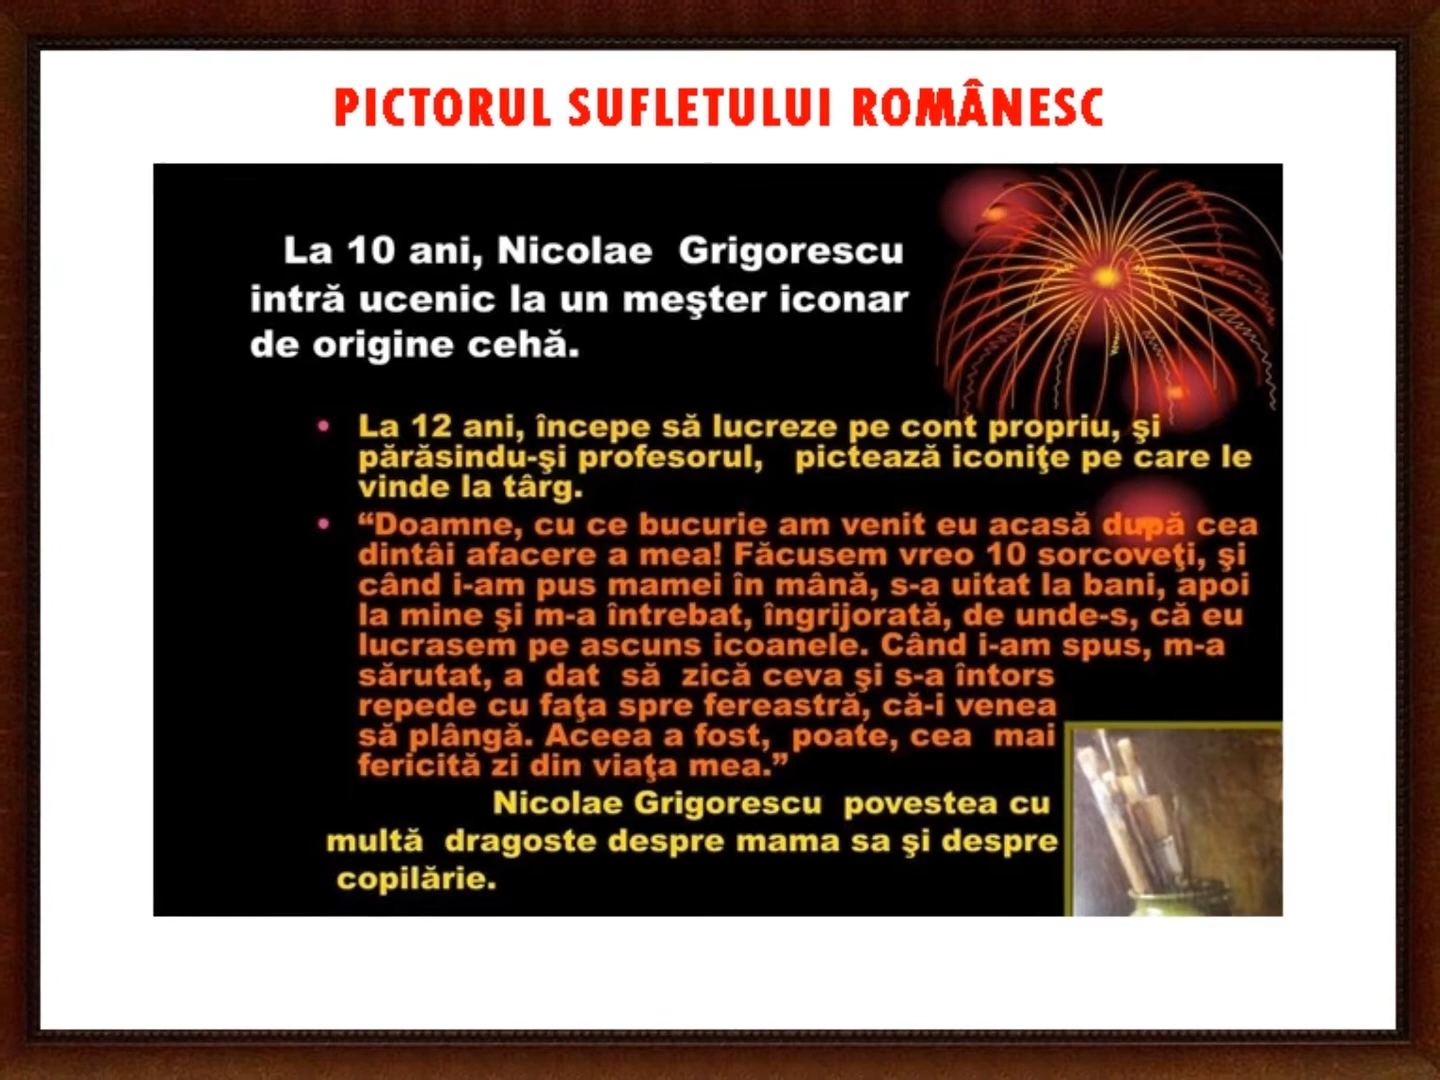 PICTORUL SUFLETULUI ROMÂNESC
La 10 ani, Nicolae Grigorescu
intră ucenic la un meşter iconar
de origine cehă.
• La 12 ani, începe să lucreze pe cont propriu, şi
părăsindu-şi profesorul, pictează iconiţe pe care le
vinde la târg.
• “Doamne, cu ce bucurie am venit eu acasă după cea
dintâi afacere a mea! Făcusem vreo 10 sorcoveţi, şi
când i-am pus mamei în mână, s-a uitat la bani, apoi
la mine şi m-a întrebat, îngrijorată, de unde-s, că eu
lucrasem pe ascuns icoanele. Când i-am spus, m-a
sărutat, a dat să zică ceva şi s-a întors
repede cu faţa spre fereastră, că-i venea
să plângă. Aceea a fost, poate, cea mai
fericită zi din viaţa mea.”
Nicolae Grigorescu povestea cu
multă dragoste despre mama sa şi despre
copilărie.